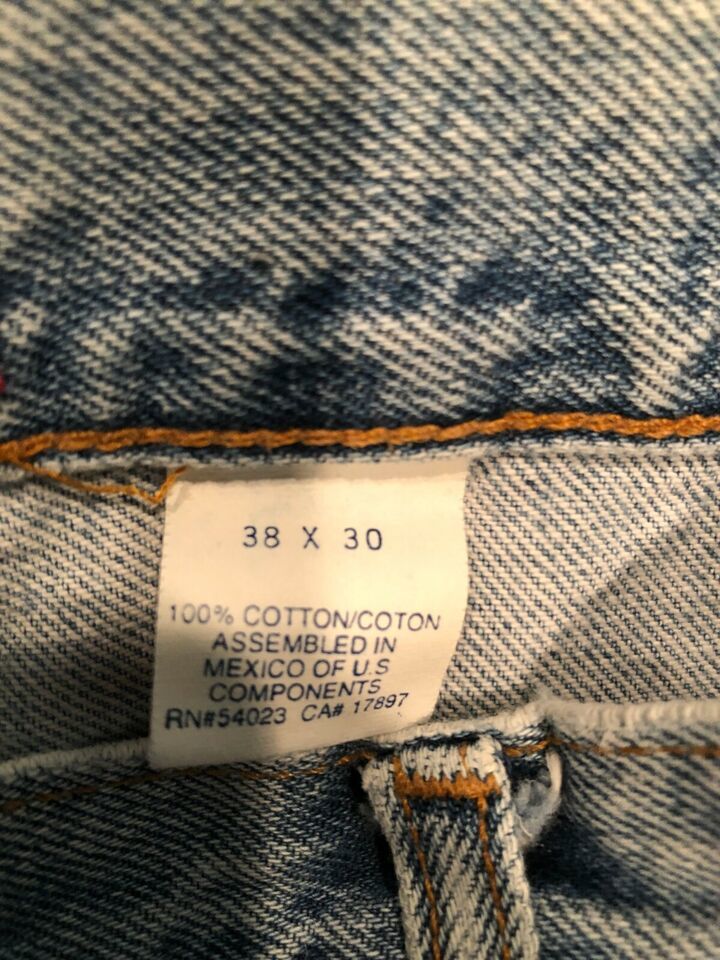 38 X 30
100% COTTON/COTON
ASSEMBLED IN
MEXICO OF U.S
COMPONENTS
RN#54023 CA# 17897